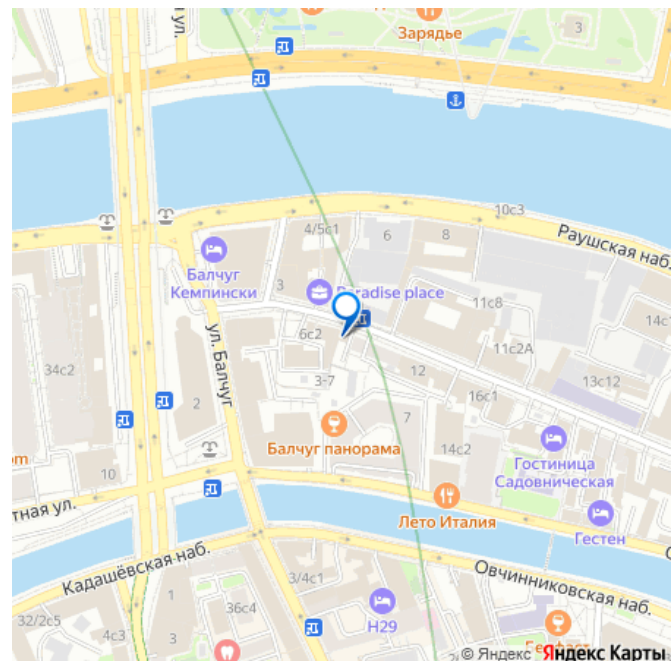 ул.
Зарядье
3
10с3
Раушская наб.
4/5с1
6
8
Балчуг
Кемпински
3
Paradise place
11с8
6с2
11с2А
34с2
ул. Балчуг
3-7
12
13с12
2
16с1
7
Балчуг панорама
14с2
Гостиница
Садовническая
10
тная ул.
Лето Италия
Гестен
Кадашёвская наб.
Овчинниковская наб.
3/4с1
1
36с4
Н29
32/2с5
4с3
3
© Яндекс Яндекс Карты